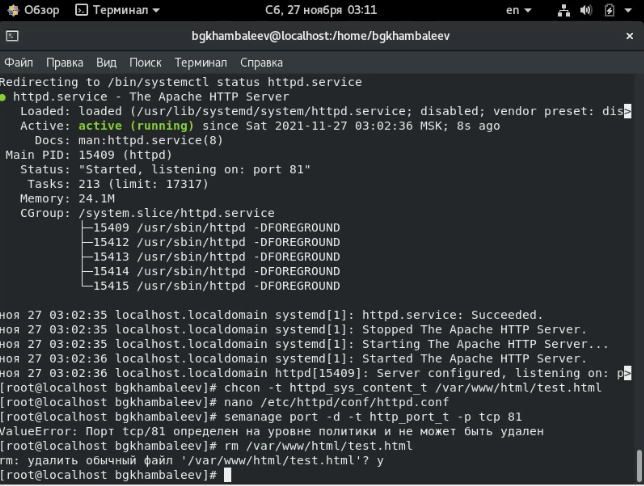 Обзор Терминал Сб, 27 ноября 03:11 en
bgkhambaleev@localhost:/home/bgkhambaleev
Файл Правка Вид Поиск Терминал Справка
Redirecting to /bin/systemctl status httpd.service
● httpd.service - The Apache HTTP Server
Loaded: loaded (/usr/lib/systemd/system/httpd.service; disabled; vendor preset: dis>
Active: active (running) since Sat 2021-11-27 03:02:36 MSK; 8s ago
Docs: man:httpd.service(8)
Main PID: 15409 (httpd)
Status: "Started, listening on: port 81"
Tasks: 213 (limit: 17317)
Memory: 24.1M
CGroup: /system.slice/httpd.service
├─15409 /usr/sbin/httpd -DFOREGROUND
├─15412 /usr/sbin/httpd -DFOREGROUND
├─15413 /usr/sbin/httpd -DFOREGROUND
├─15414 /usr/sbin/httpd -DFOREGROUND
└─15415 /usr/sbin/httpd -DFOREGROUND
ноя 27 03:02:35 localhost.localdomain systemd[1]: httpd.service: Succeeded.
ноя 27 03:02:35 localhost.localdomain systemd[1]: Stopped The Apache HTTP Server.
ноя 27 03:02:35 localhost.localdomain systemd[1]: Starting The Apache HTTP Server...
ноя 27 03:02:36 localhost.localdomain systemd[1]: Started The Apache HTTP Server.
ноя 27 03:02:36 localhost.localdomain httpd[15409]: Server configured, listening on: p>
[root@localhost bgkhambaleev]# chcon -t httpd_sys_content_t /var/www/html/test.html
[root@localhost bgkhambaleev]# nano /etc/httpd/conf/httpd.conf
[root@localhost bgkhambaleev]# semanage port -d -t http_port_t -p tcp 81
ValueError: Порт tcp/81 определен на уровне политики и не может быть удален
[root@localhost bgkhambaleev]# rm /var/www/html/test.html
rm: удалить обычный файл '/var/www/html/test.html'? y
[root@localhost bgkhambaleev]#